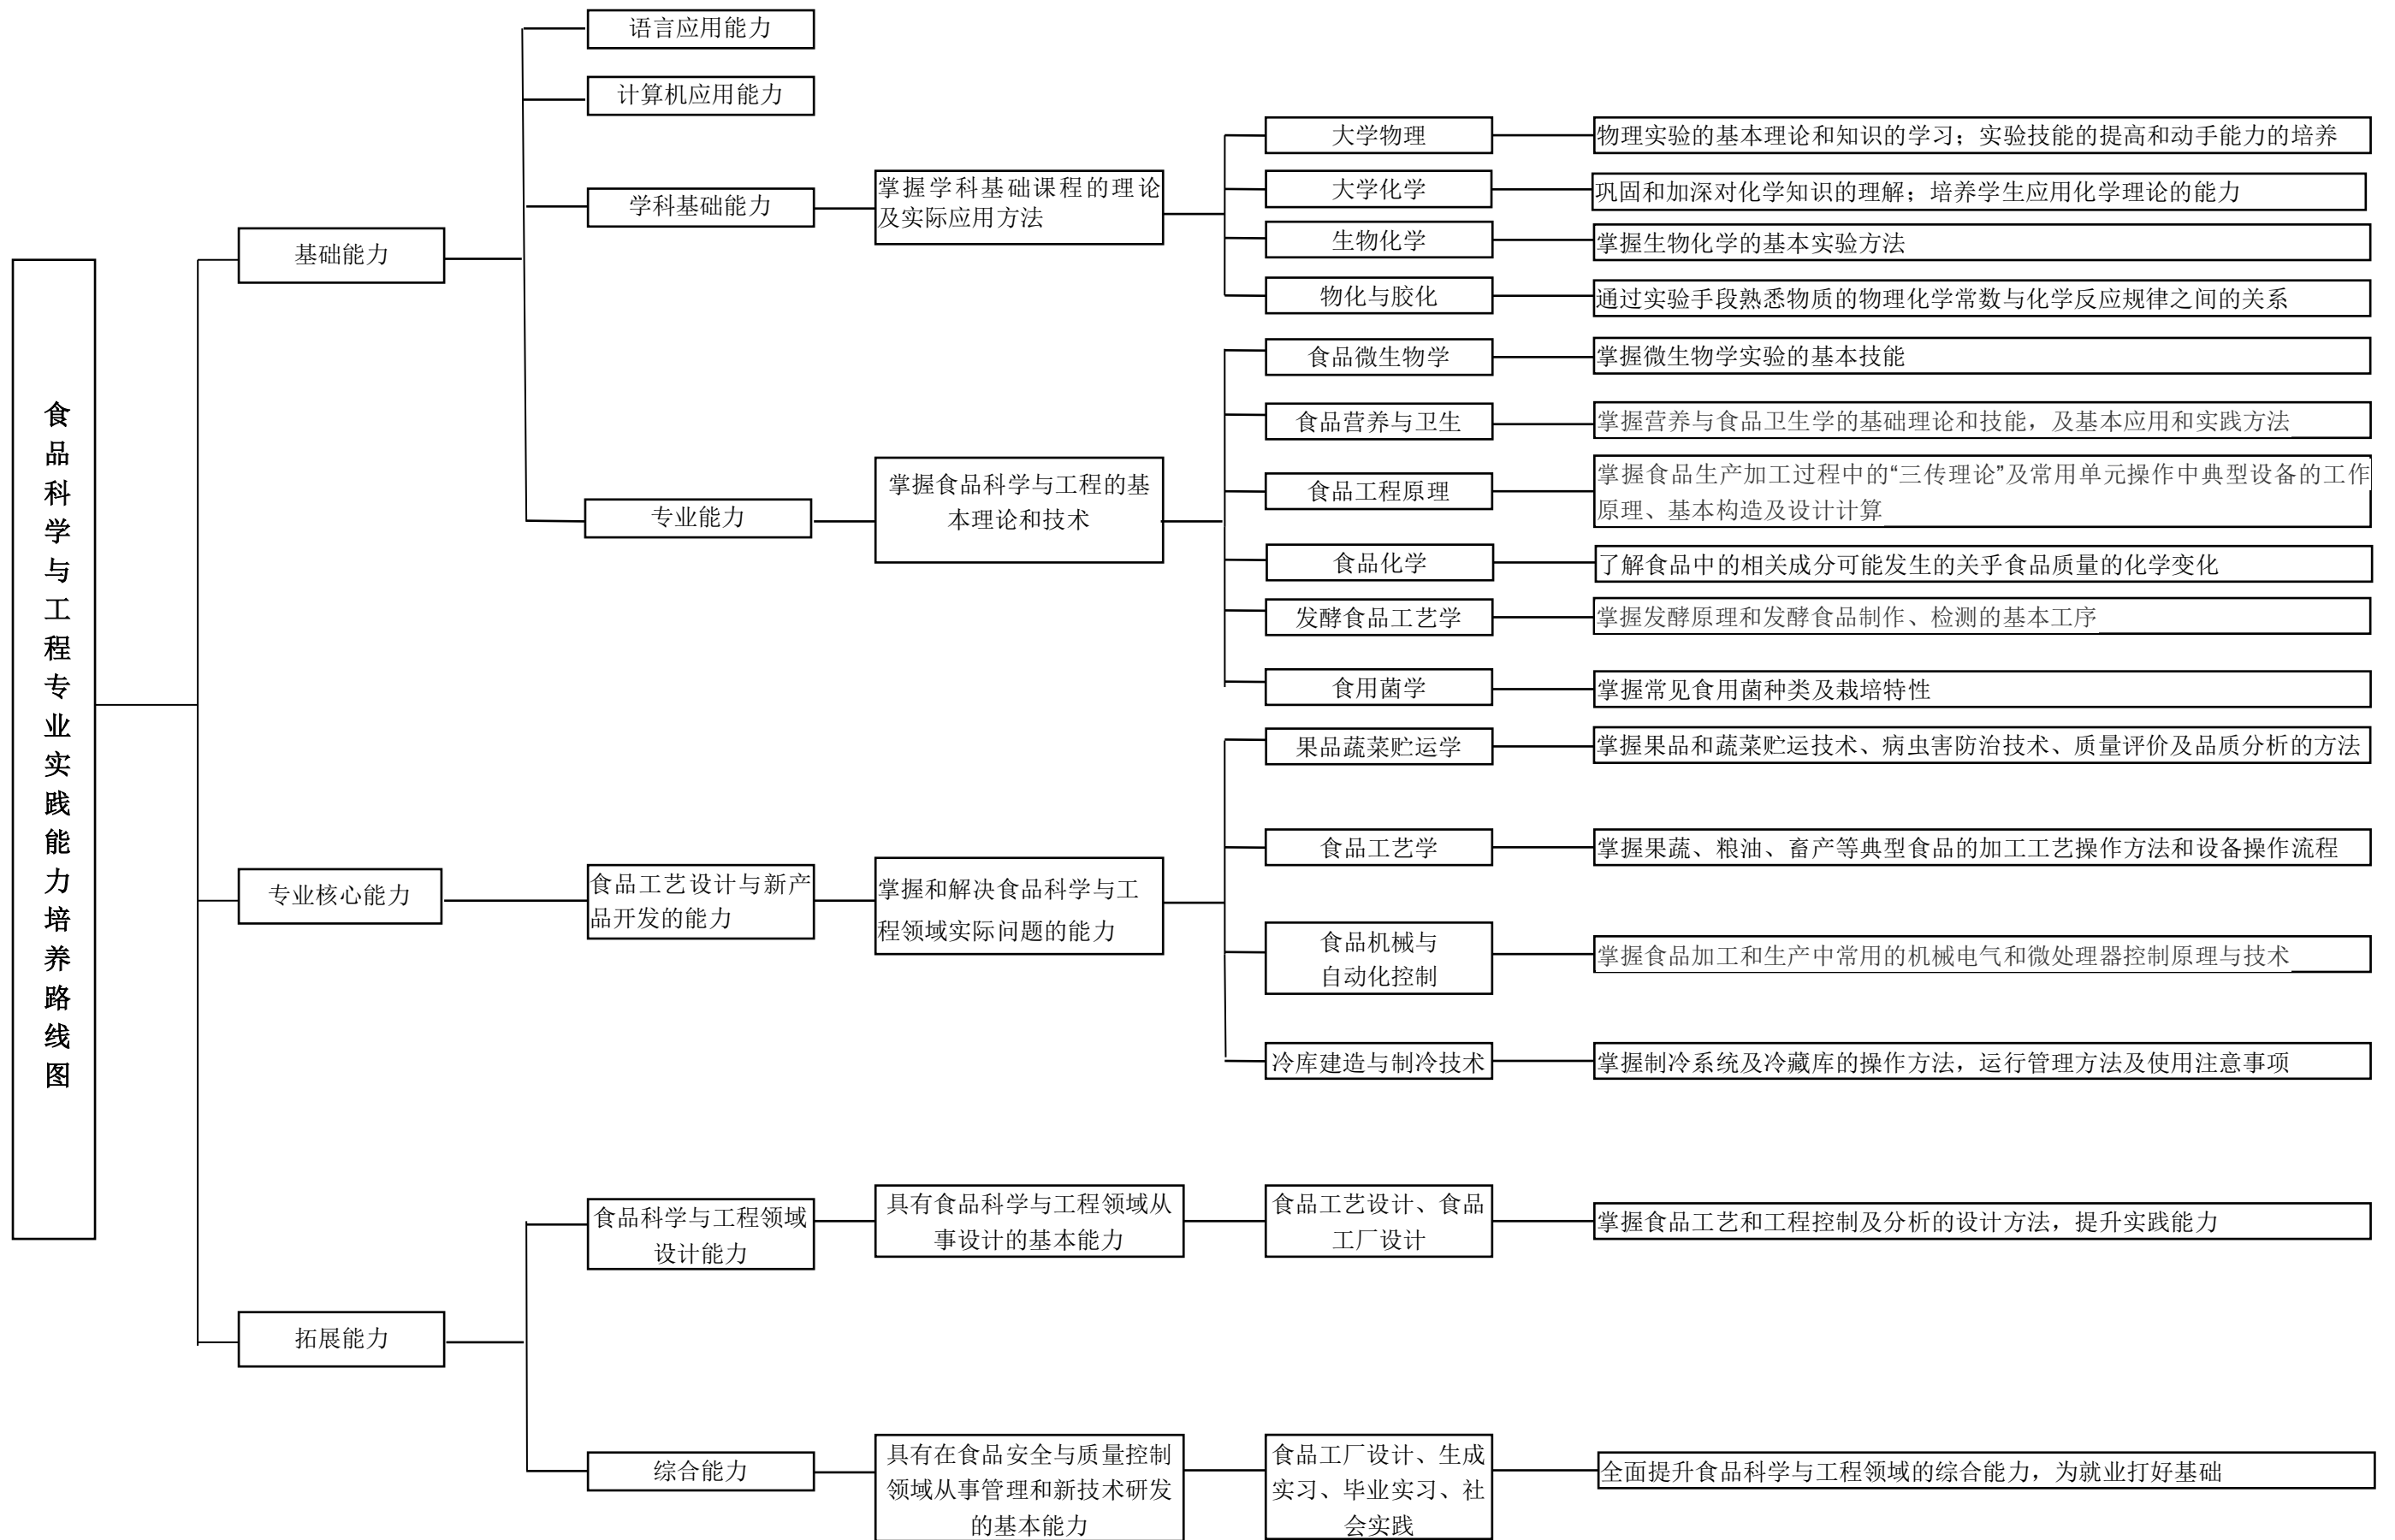 食品科学与工程专业实践能力培养路线图
基础能力
语言应用能力
计算机应用能力
学科基础能力
掌握学科基础课程的理论
及实际应用方法
大学物理
物理实验的基本理论和知识的学习；实验技能的提高和动手能力的培养
大学化学
巩固和加深对化学知识的理解；培养学生应用化学理论的能力
生物化学
掌握生物化学的基本实验方法
物化与胶化
通过实验手段熟悉物质的物理化学常数与化学反应规律之间的关系
专业能力
掌握食品科学与工程的基
本理论和技术
食品微生物学
掌握微生物学实验的基本技能
食品营养与卫生
掌握营养与食品卫生学的基础理论和技能，及基本应用和实践方法
食品工程原理
掌握食品生产加工过程中的“三传理论”及常用单元操作中典型设备的工作
原理、基本构造及设计计算
食品化学
了解食品中的相关成分可能发生的关乎食品质量的化学变化
发酵食品工艺学
掌握发酵原理和发酵食品制作、检测的基本工序
食用菌学
掌握常见食用菌种类及栽培特性
专业核心能力
食品工艺设计与新产
品开发的能力
掌握和解决食品科学与工
程领域实际问题的能力
果品蔬菜贮运学
掌握果品和蔬菜贮运技术、病虫害防治技术、质量评价及品质分析的方法
食品工艺学
掌握果蔬、粮油、畜产等典型食品的加工工艺操作方法和设备操作流程
食品机械与
自动化控制
掌握食品加工和生产中常用的机械电气和微处理器控制原理与技术
冷库建造与制冷技术
掌握制冷系统及冷藏库的操作方法，运行管理方法及使用注意事项
拓展能力
食品科学与工程领域
设计能力
具有食品科学与工程领域从
事设计的基本能力
食品工艺设计、食品
工厂设计
掌握食品工艺和工程控制及分析的设计方法，提升实践能力
综合能力
具有在食品安全与质量控制
领域从事管理和新技术研发
的基本能力
食品工厂设计、生成
实习、毕业实习、社
会实践
全面提升食品科学与工程领域的综合能力，为就业打好基础